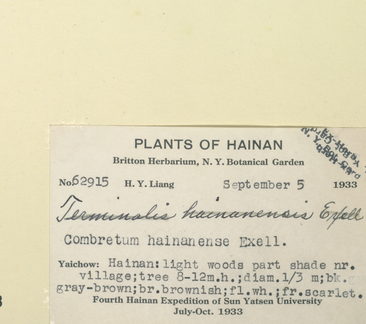 PLANTS OF HAINAN
Britton Herbarium, N. Y. Botanical Garden
No. 62915 H. Y. Liang September 5 1933
Terminalia hainanensis Exell
Combretum hainanense Exell.
Yaichow: Hainan: light woods part shade nr.
village; tree 8-12m.h.; diam. 1/3 m; bk.
gray-brown; br. brownish; fl. wh.; fr. scarlet.
Fourth Hainan Expedition of Sun Yatsen University
July-Oct. 1933